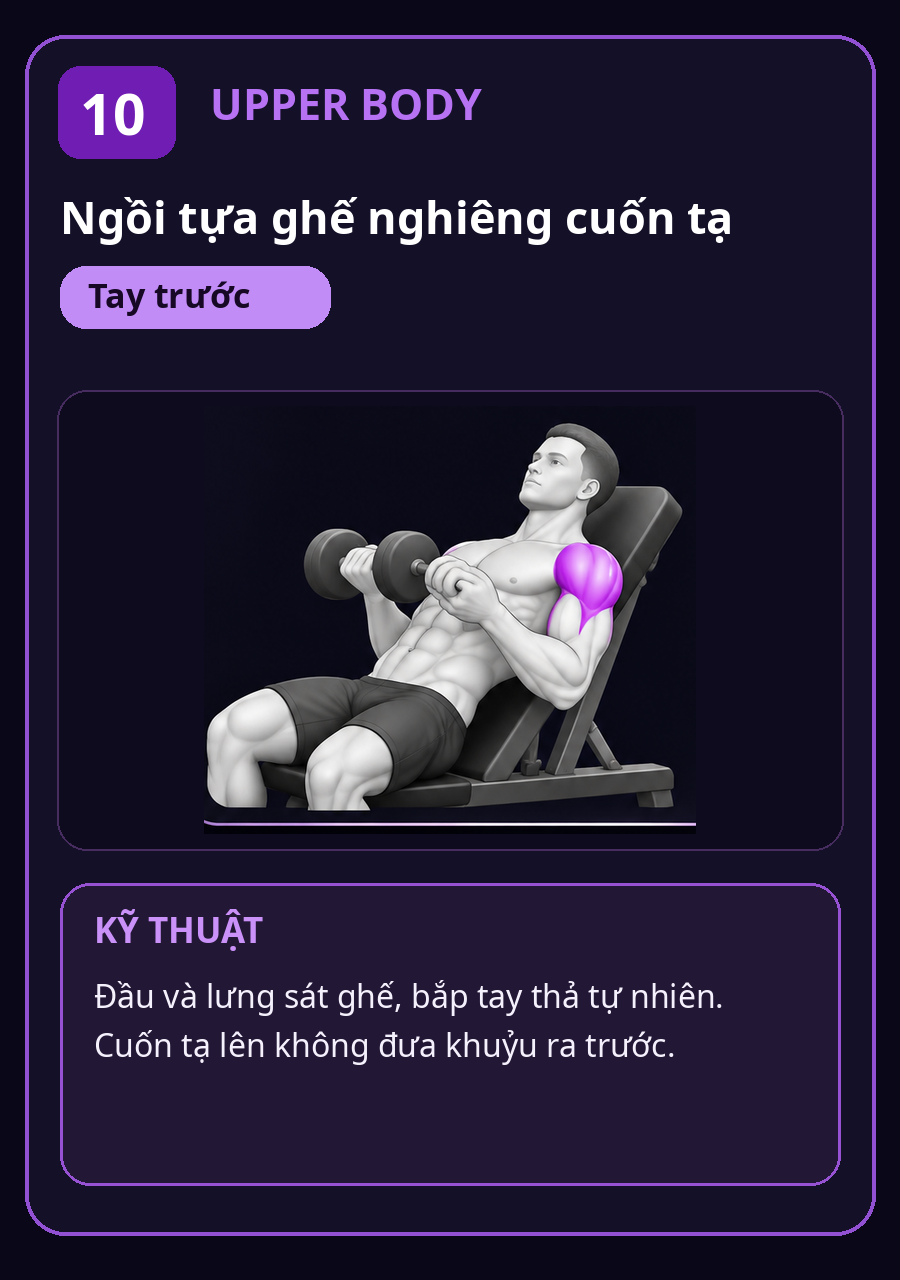 10
UPPER BODY
Ngồi tựa ghế nghiêng cuốn tạ
Tay trước
KỸ THUẬT
Đầu và lưng sát ghế, bắp tay thả tự nhiên.
Cuốn tạ lên không đưa khuỷu ra trước.